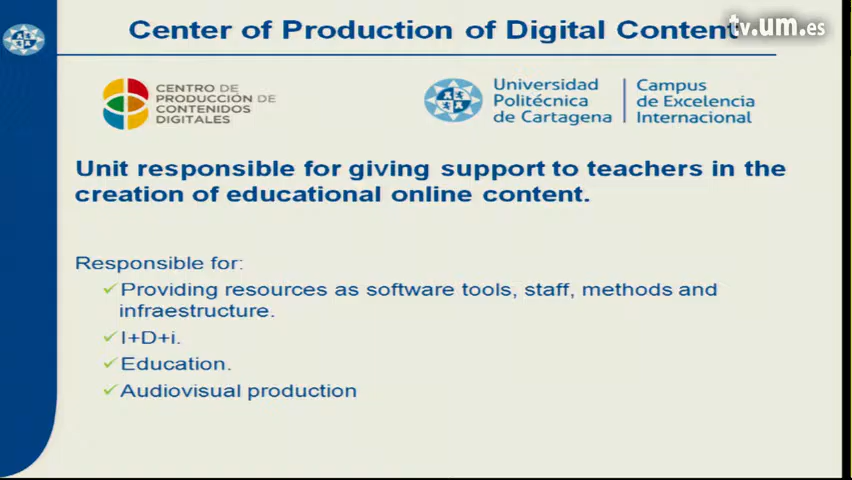 Center of Production of Digital Content
tv.um.es
CENTRO DE
PRODUCCIÓN DE
CONTENIDOS
DIGITALES
Universidad
Politécnica
de Cartagena
Campus
de Excelencia
Internacional
Unit responsible for giving support to teachers in the
creation of educational online content.
Responsible for:
Providing resources as software tools, staff, methods and
infraestructure.
I+D+i.
Education.
Audiovisual production